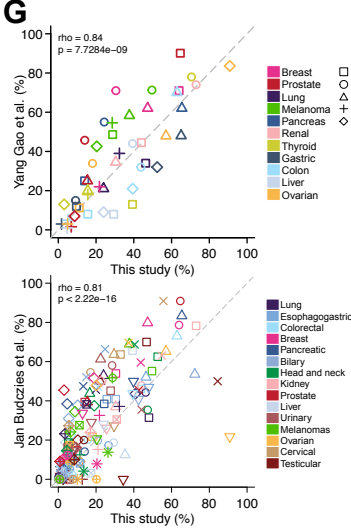 G
rho = 0.84
p = 7.7284e-09
Yang Gao et al. (%)
100
80
60
40
20
0
0 20 40 60 80 100
This study (%)
Breast
Prostate
Lung
Melanoma
Pancreas
Renal
Thyroid
Gastric
Colon
Liver
Ovarian
rho = 0.81
p < 2.22e-16
Jan Budczies et al. (%)
100
80
60
40
20
0
0 20 40 60 80 100
This study (%)
Lung
Esophagogastric
Colorectal
Breast
Pancreatic
Bilary
Head and neck
Kidney
Prostate
Liver
Urinary
Melanomas
Ovarian
Cervical
Testicular